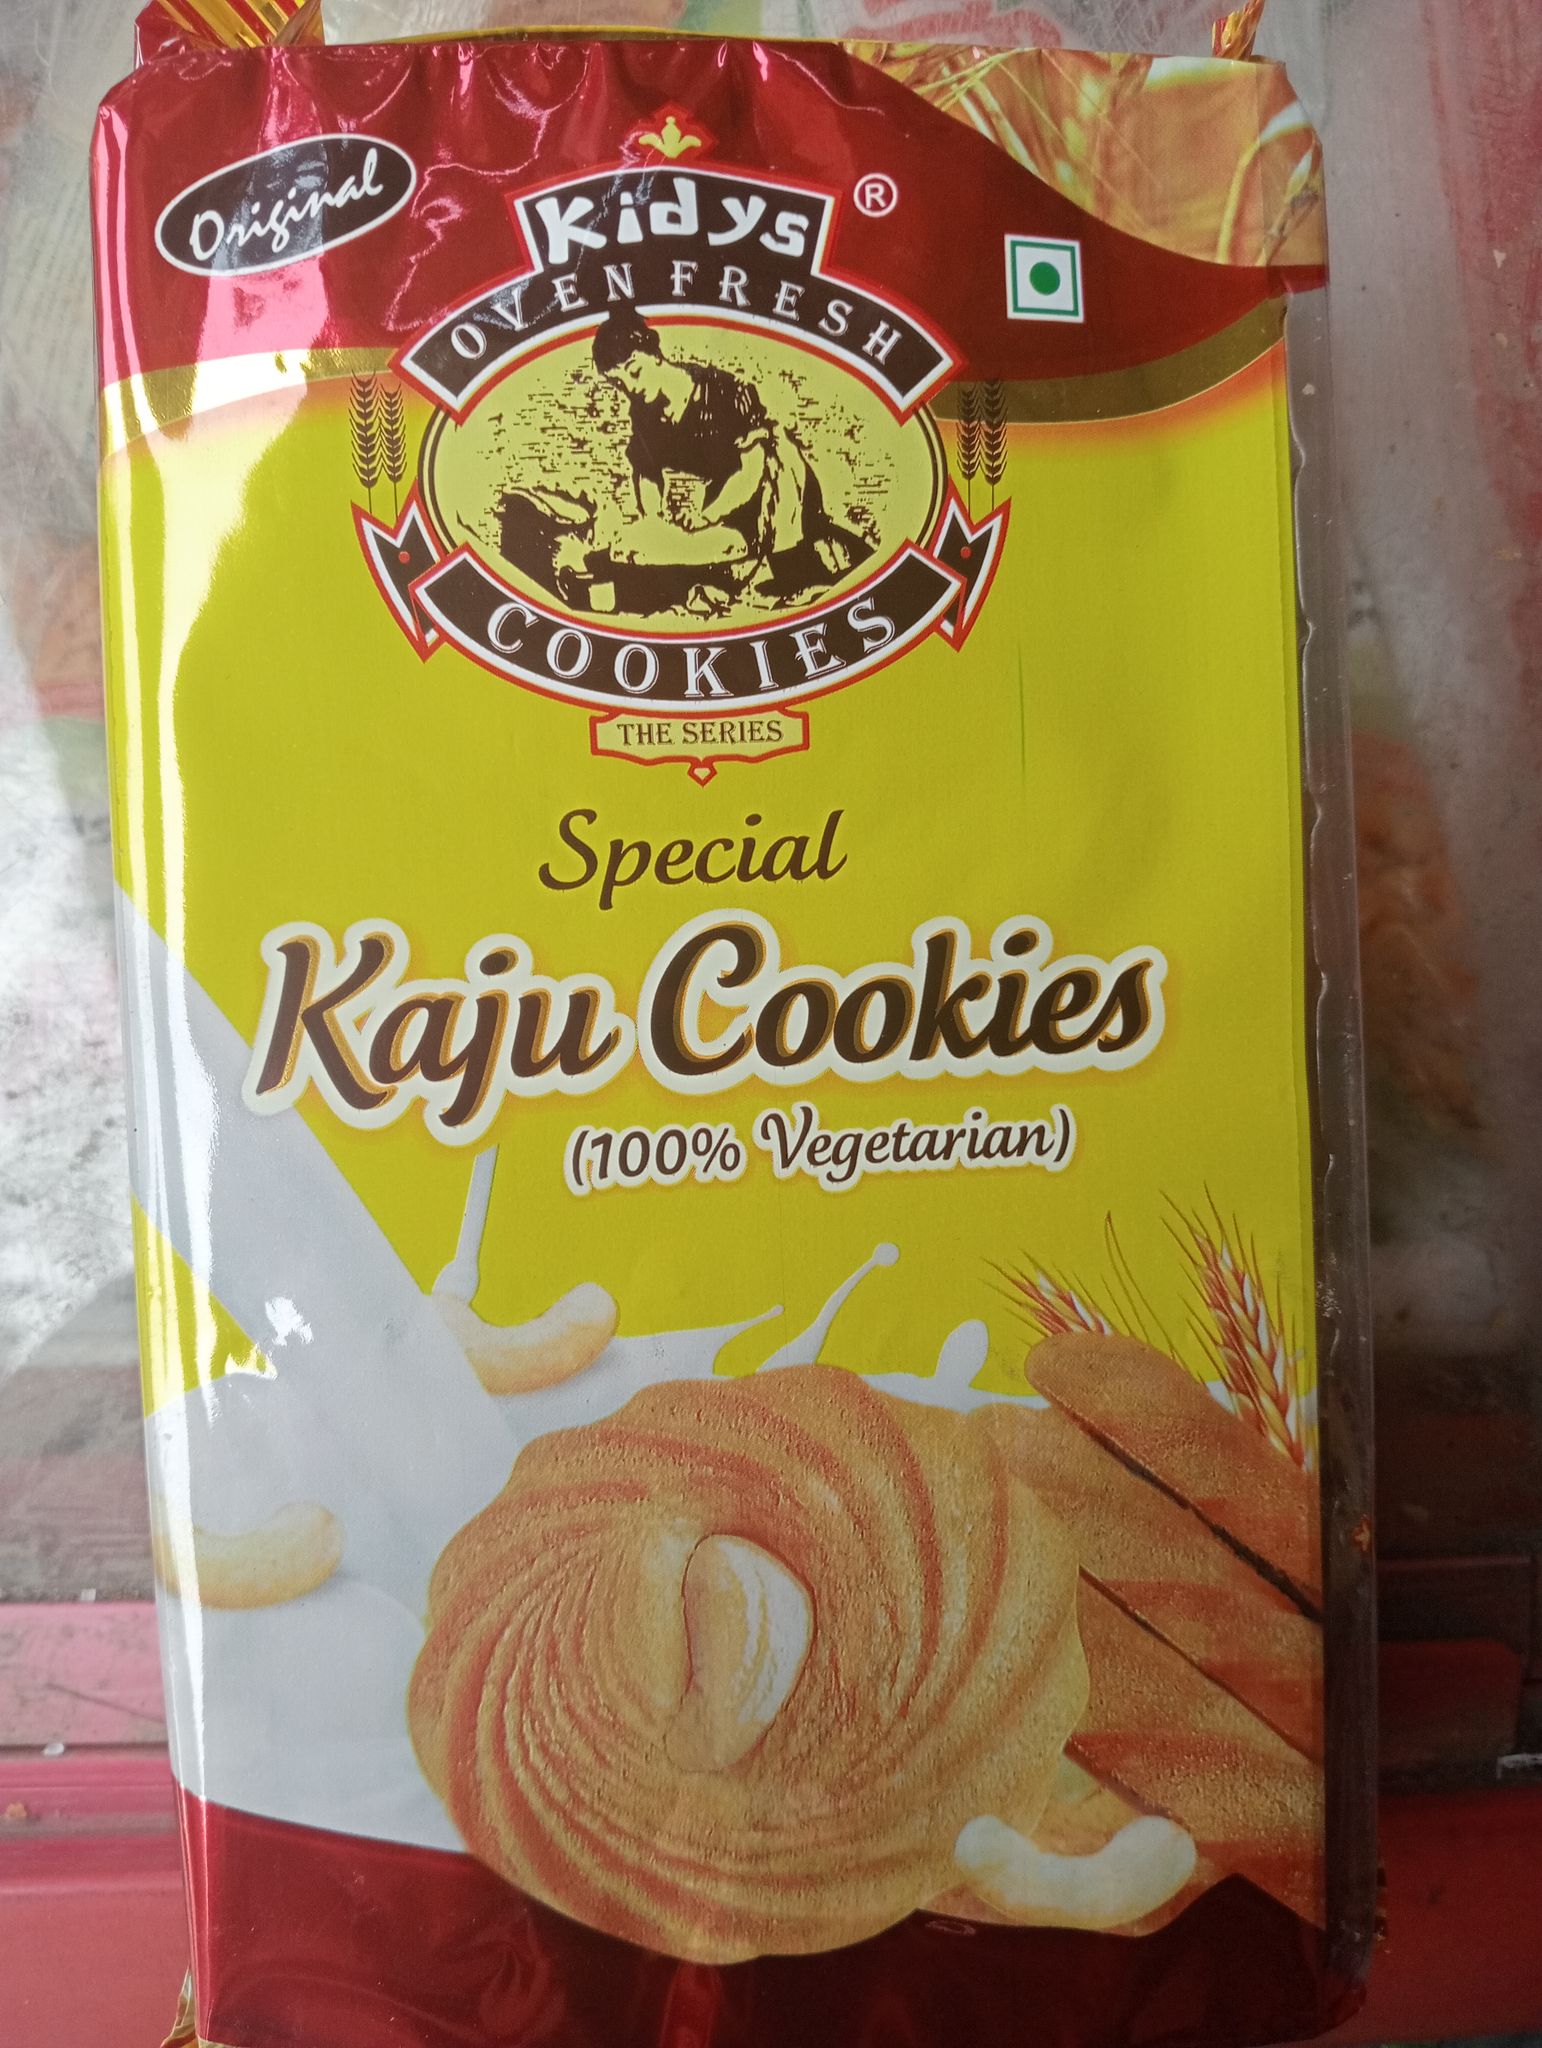 Original
Kidys ®
OVEN FRESH
COOKIES
THE SERIES
Special
Kaju Cookies
(100% Vegetarian)